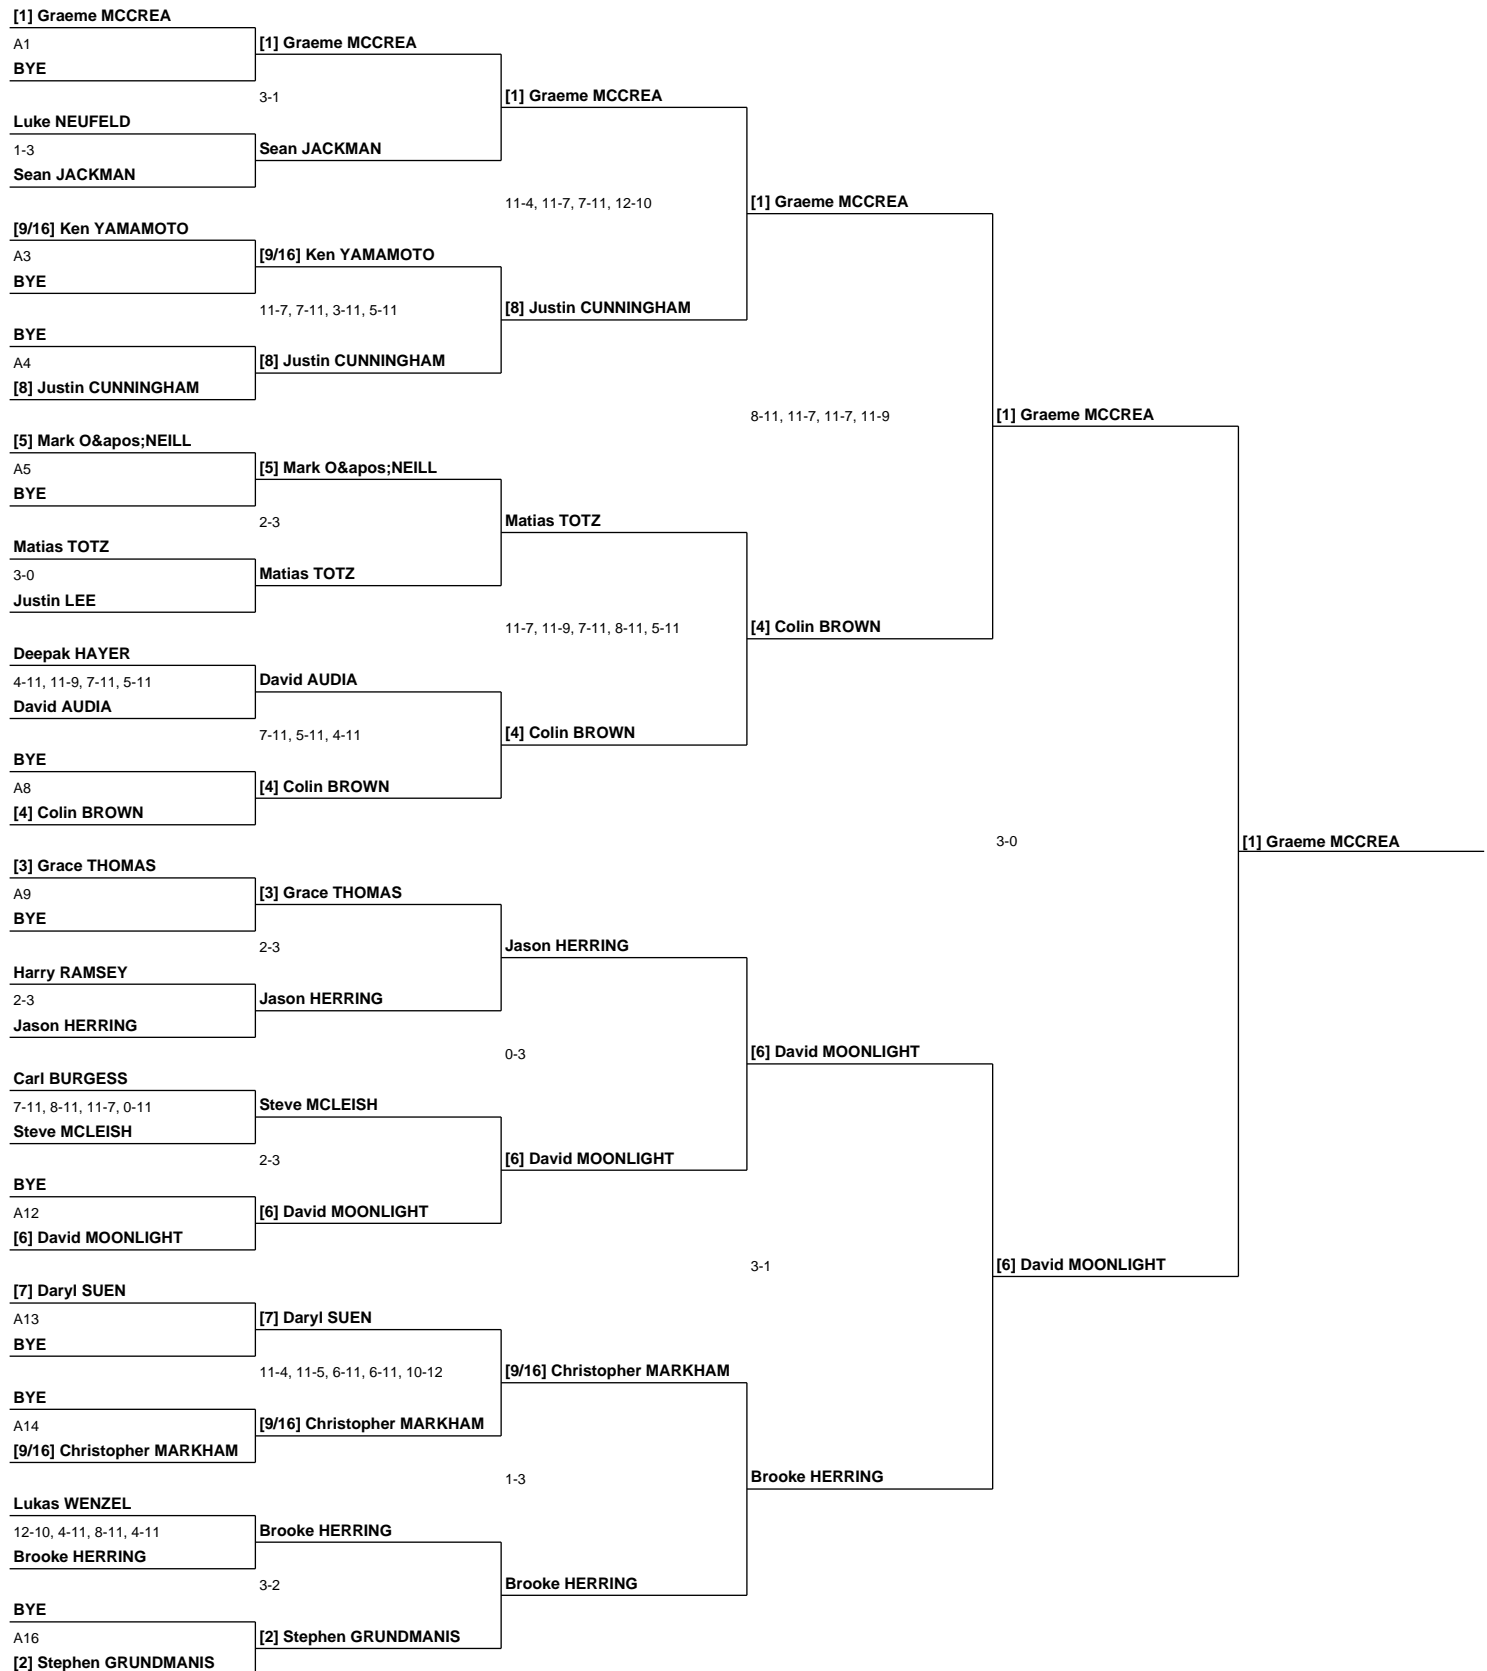 [1] Graeme MCCREA
A1
BYE
[1] Graeme MCCREA
3-1
Luke NEUFELD
1-3
Sean JACKMAN
Sean JACKMAN
[1] Graeme MCCREA
11-4, 11-7, 7-11, 12-10
[9/16] Ken YAMAMOTO
A3
BYE
[9/16] Ken YAMAMOTO
11-7, 7-11, 3-11, 5-11
BYE
A4
[8] Justin CUNNINGHAM
[8] Justin CUNNINGHAM
[8] Justin CUNNINGHAM
[1] Graeme MCCREA
8-11, 11-7, 11-7, 11-9
[5] Mark O&apos;NEILL
A5
BYE
[5] Mark O&apos;NEILL
2-3
Matias TOTZ
3-0
Justin LEE
Matias TOTZ
Matias TOTZ
11-7, 11-9, 7-11, 8-11, 5-11
Deepak HAYER
4-11, 11-9, 7-11, 5-11
David AUDIA
David AUDIA
7-11, 5-11, 4-11
BYE
A8
[4] Colin BROWN
[4] Colin BROWN
[4] Colin BROWN
[4] Colin BROWN
[1] Graeme MCCREA
3-0
[1] Graeme MCCREA
[3] Grace THOMAS
A9
BYE
[3] Grace THOMAS
2-3
Harry RAMSEY
2-3
Jason HERRING
Jason HERRING
Jason HERRING
0-3
Carl BURGESS
7-11, 8-11, 11-7, 0-11
Steve MCLEISH
Steve MCLEISH
2-3
BYE
A12
[6] David MOONLIGHT
[6] David MOONLIGHT
[6] David MOONLIGHT
[6] David MOONLIGHT
3-1
[7] Daryl SUEN
A13
BYE
[7] Daryl SUEN
11-4, 11-5, 6-11, 6-11, 10-12
BYE
A14
[9/16] Christopher MARKHAM
[9/16] Christopher MARKHAM
[9/16] Christopher MARKHAM
1-3
Lukas WENZEL
12-10, 4-11, 8-11, 4-11
Brooke HERRING
Brooke HERRING
3-2
BYE
A16
[2] Stephen GRUNDMANIS
[2] Stephen GRUNDMANIS
Brooke HERRING
Brooke HERRING
[6] David MOONLIGHT